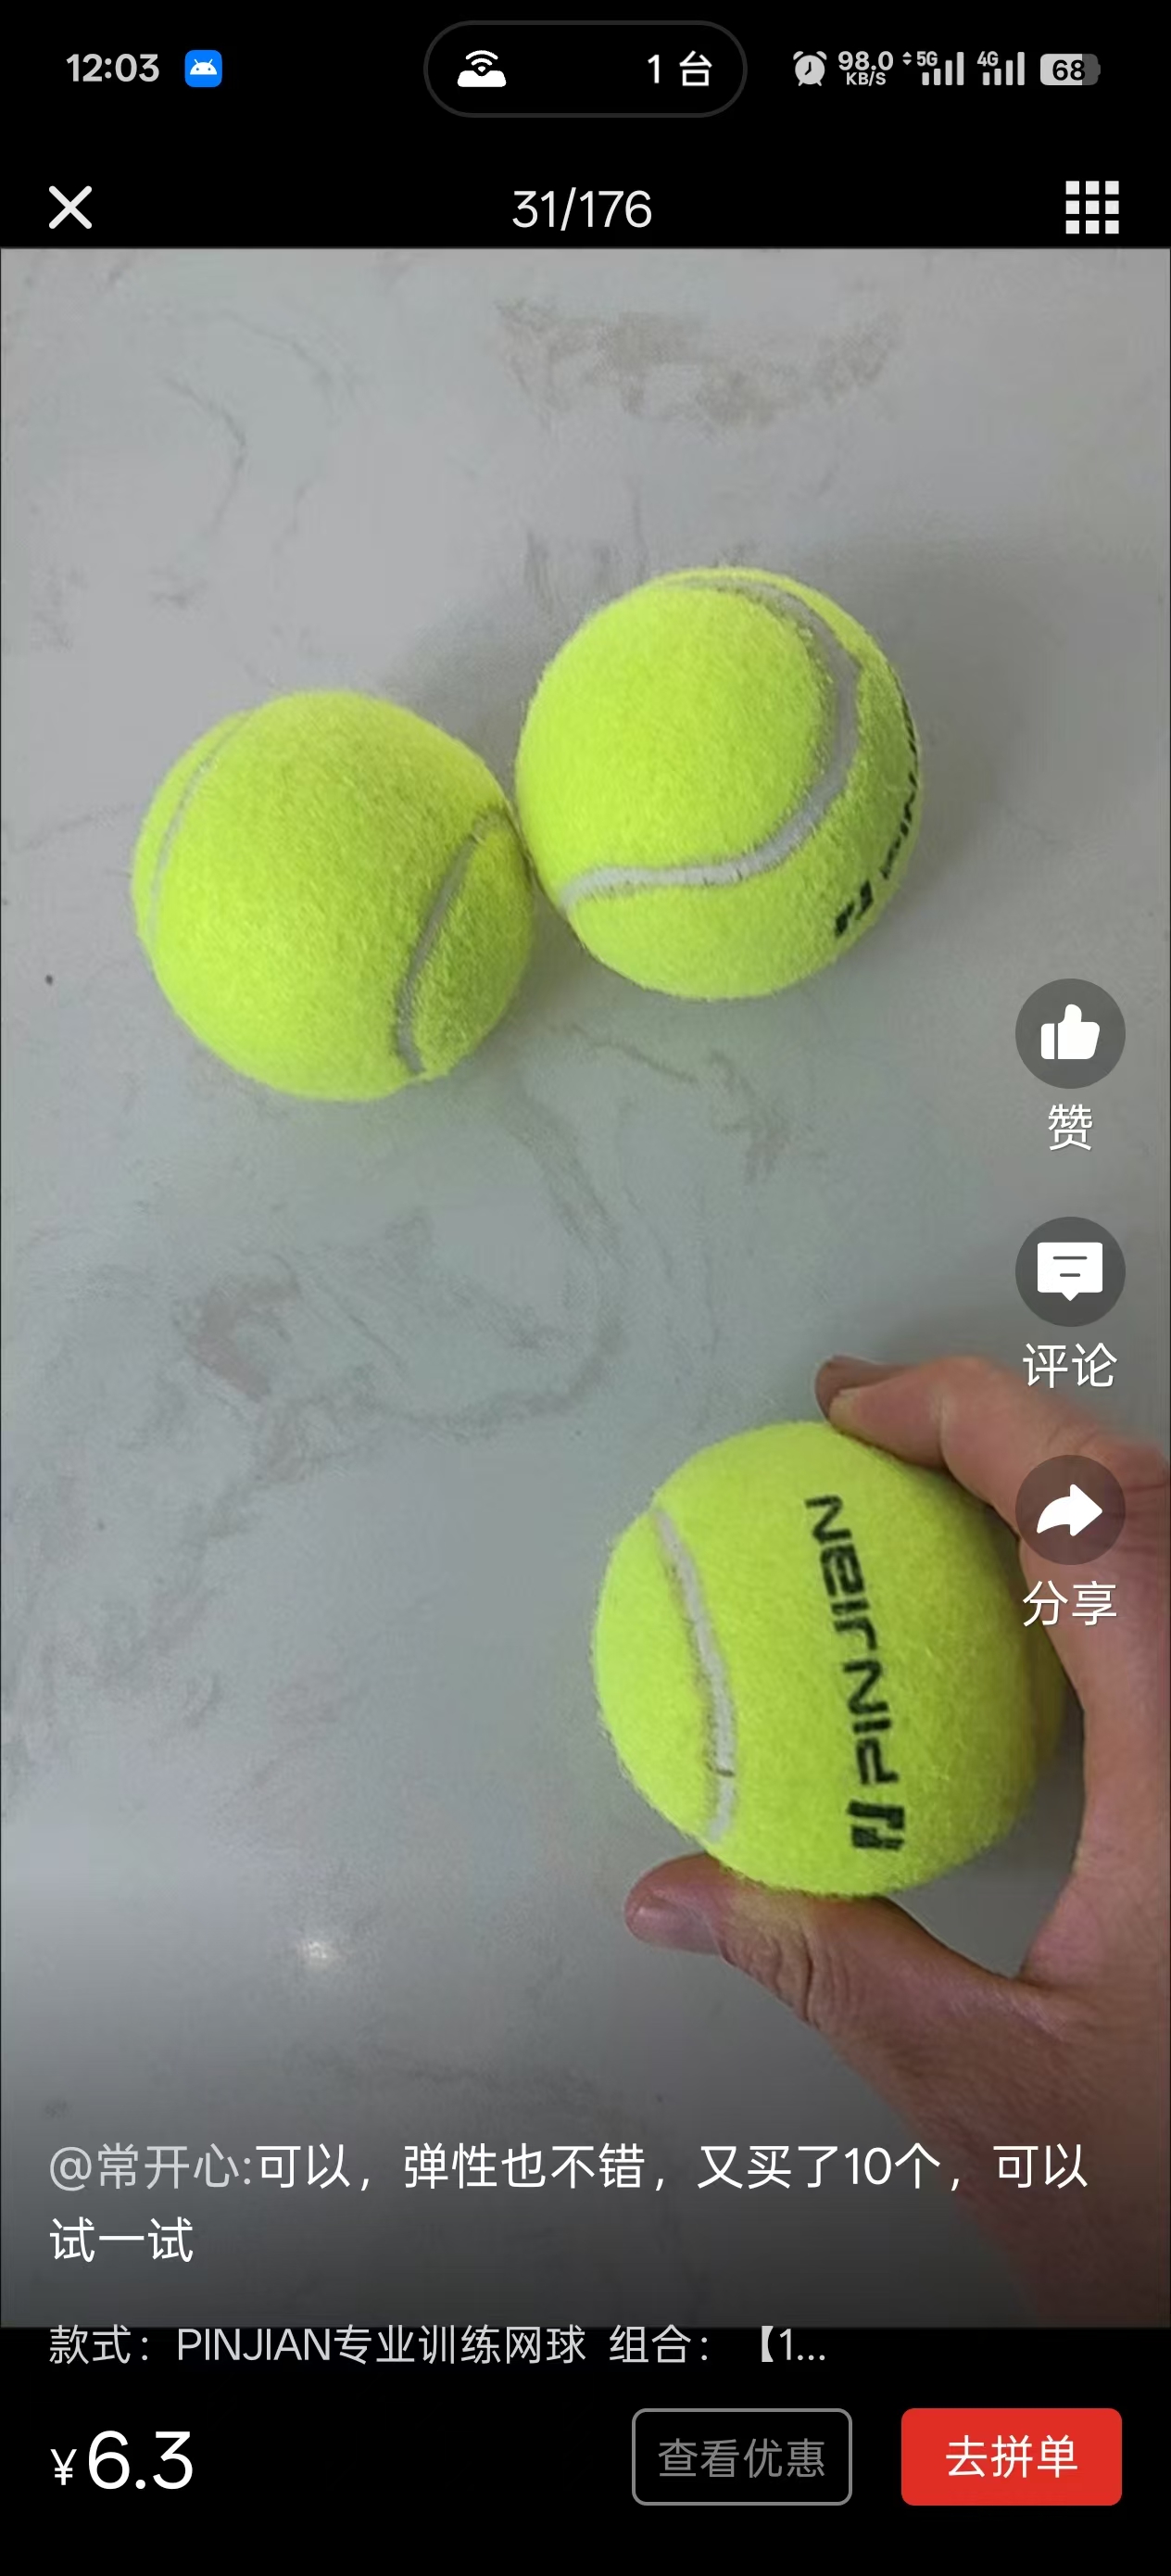 12:03
1 台
98.0 KB/S
5G
4G
68
31/176
赞
评论
分享
PINJIAN
@常开心:可以，弹性也不错，又买了10个，可以
试一试
款式：PINJIAN专业训练网球 组合：【1...
¥6.3
查看优惠
去拼单